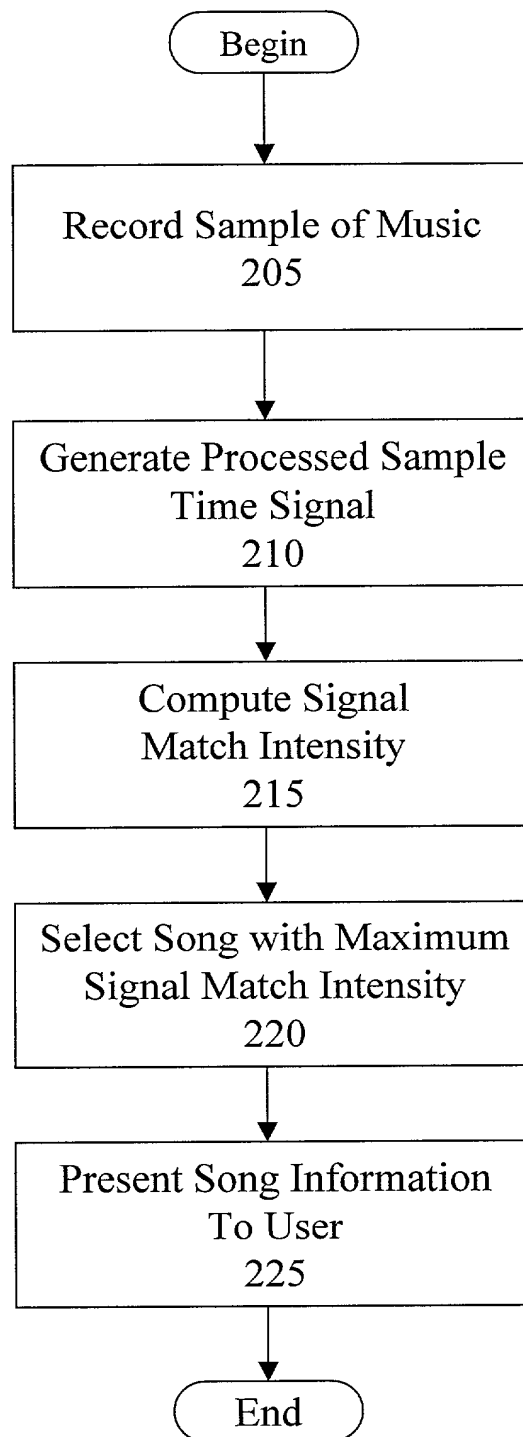 Begin
Record Sample of Music
205
Generate Processed Sample
Time Signal
210
Compute Signal
Match Intensity
215
Select Song with Maximum
Signal Match Intensity
220
Present Song Information
To User
225
End